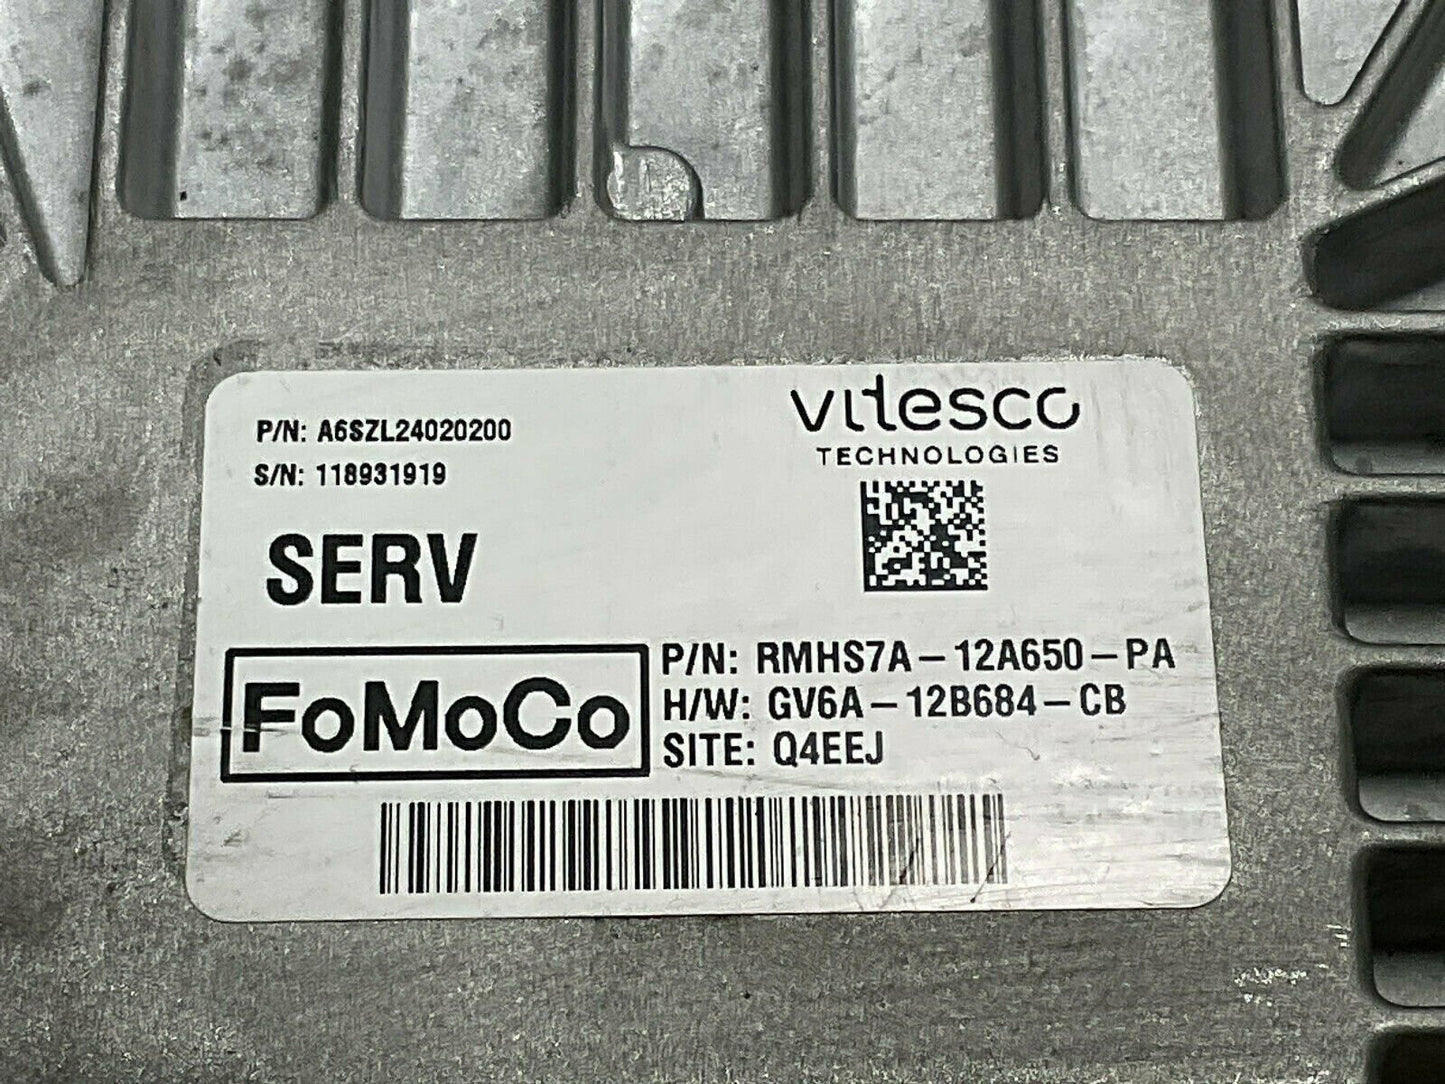 P/N: A6SZL24020200
S/N: 118931919
vitesco
TECHNOLOGIES
SERV
FoMoCo
P/N: RMHS7A-12A650-PA
H/W: GV6A-12B684-CB
SITE: Q4EEJ